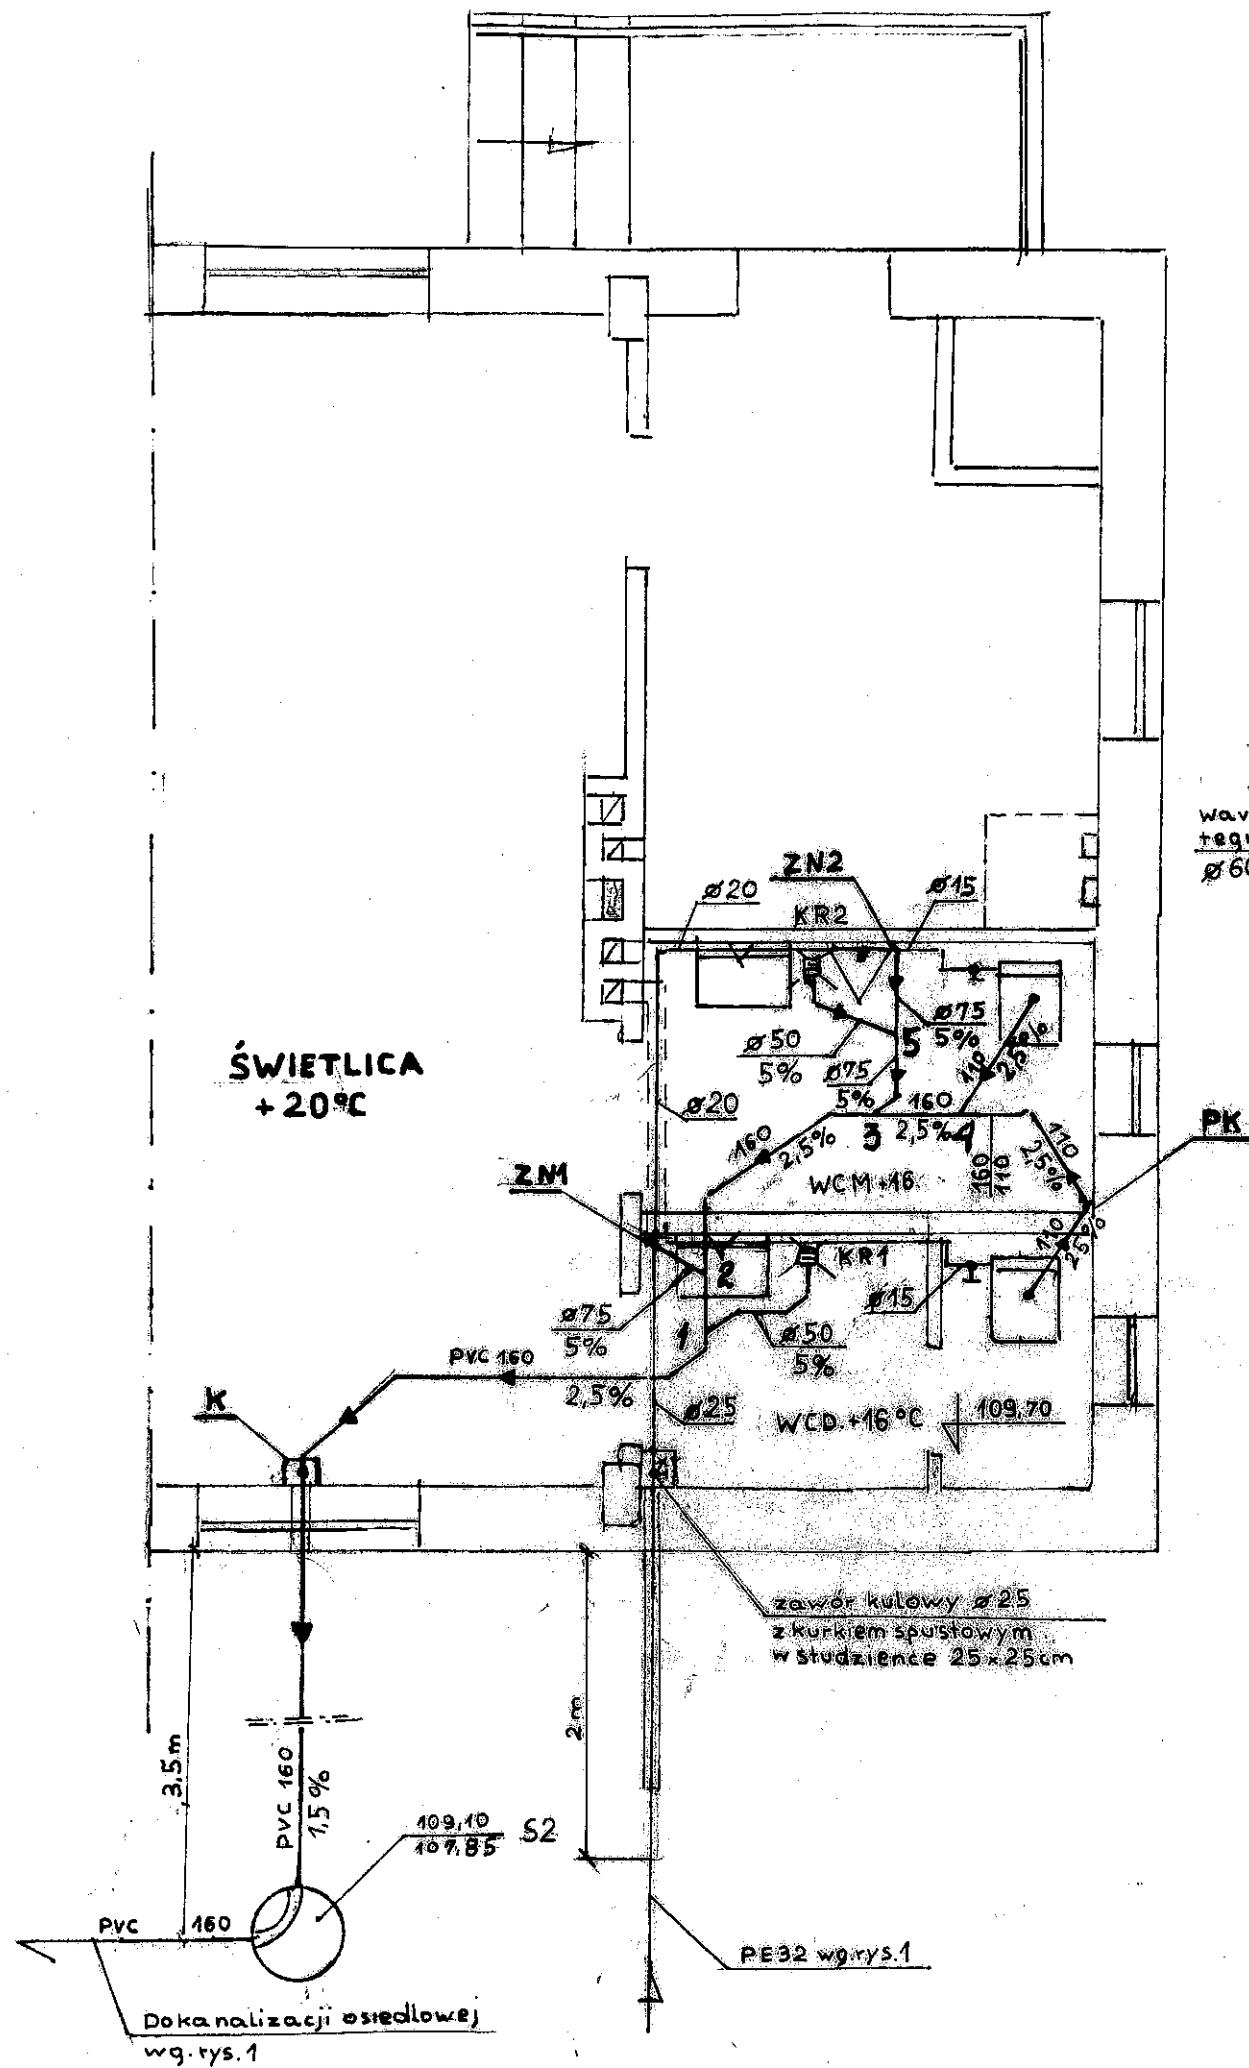 ZN2
ø20
ø15
KR2
ø50
5%
ø75
5%
5
ø75
5%
110
2,5%
ŚWIETLICA
+20°C
ø20
160
2,5%
3
4
160
2,5%
110
2,5%
PK
160
110
WCM +16
ZN1
110
2,5%
2
KR1
ø15
ø75
5%
1
ø50
5%
PVC 160
2,5%
K
ø25
WCD +16°C
109,70
zawór kulowy ø25
z kurkiem spustowym
w studzience 25x25cm
3,5m
2m
PVC 160
1,5%
109,10
107,85
S2
PVC 160
PE32 wg.rys.1
Do kanalizacji osiedlowej
wg.rys.1